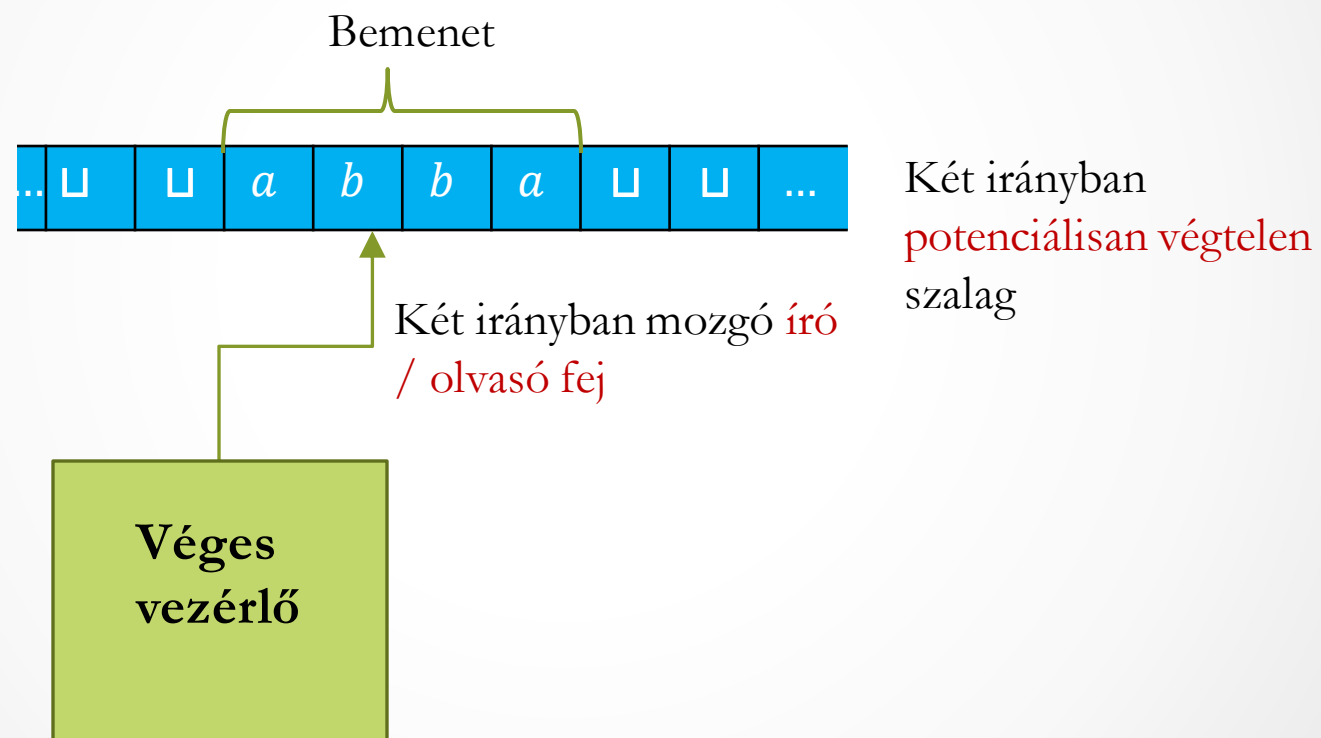 Bemenet
... ⊔ ⊔ a b b a ⊔ ⊔ ...
Két irányban
potenciálisan végtelen
szalag
Két irányban mozgó író
/ olvasó fej
Véges
vezérlő